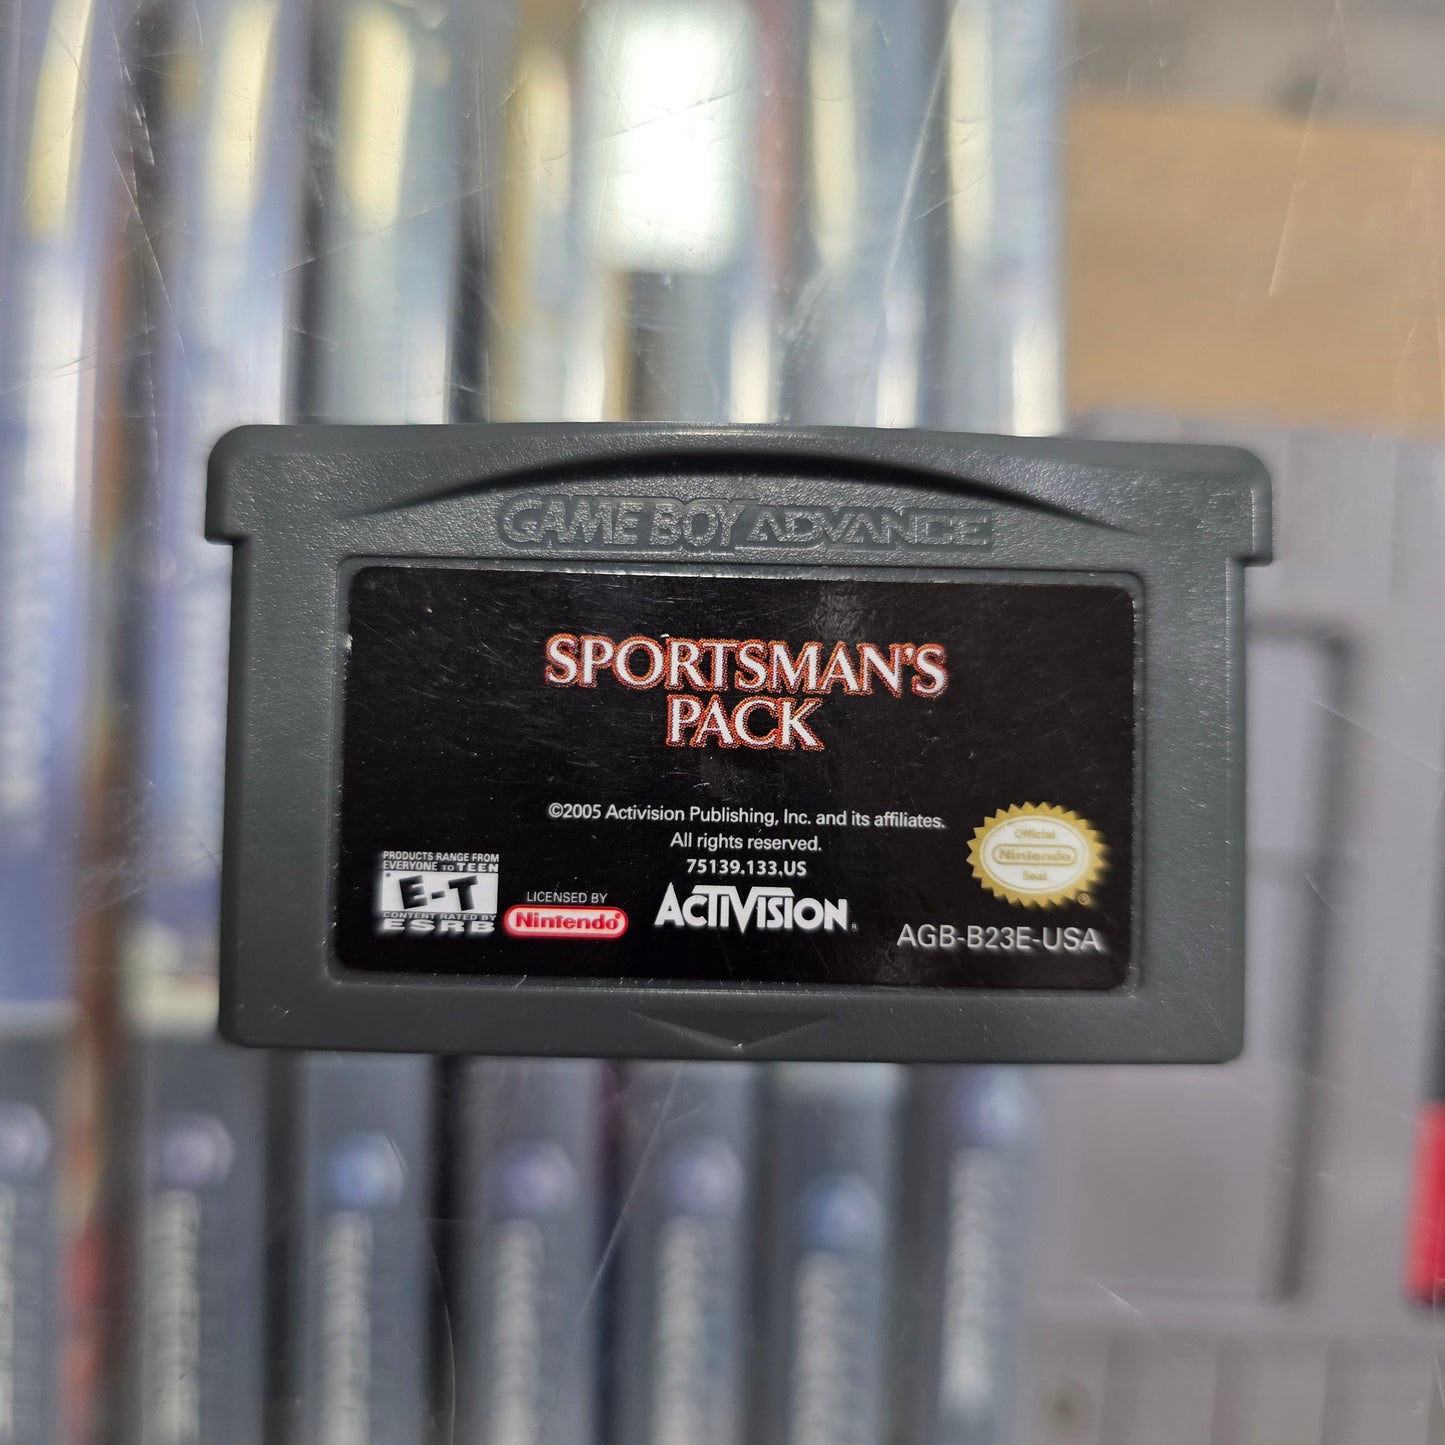 GAME BOY ADVANCE
SPORTSMAN'S
PACK
©2005 Activision Publishing, Inc. and its affiliates.
All rights reserved.
75139.133.US
PRODUCTS RANGE FROM
EVERYONE TO TEEN
E-T
CONTENT RATED BY
ESRB
LICENSED BY
Nintendo®
ACTIVISION®
Official
Nintendo
Seal
®
AGB-B23E-USA